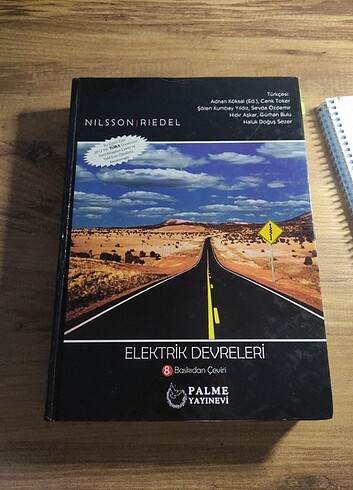 Türkçesi:
Adnan Köksal (Ed.), Cenk Toker
Şölen Kumbay Yıldız, Sevda Özdemir
Hıdır Aşkar, Gürhan Bulu
Haluk Doğuş Sezer
NILSSON | RIEDEL
TÜBA
ELEKTRİK DEVRELERİ
8 Baskıdan Çeviri
PALME
YAYINEVİ